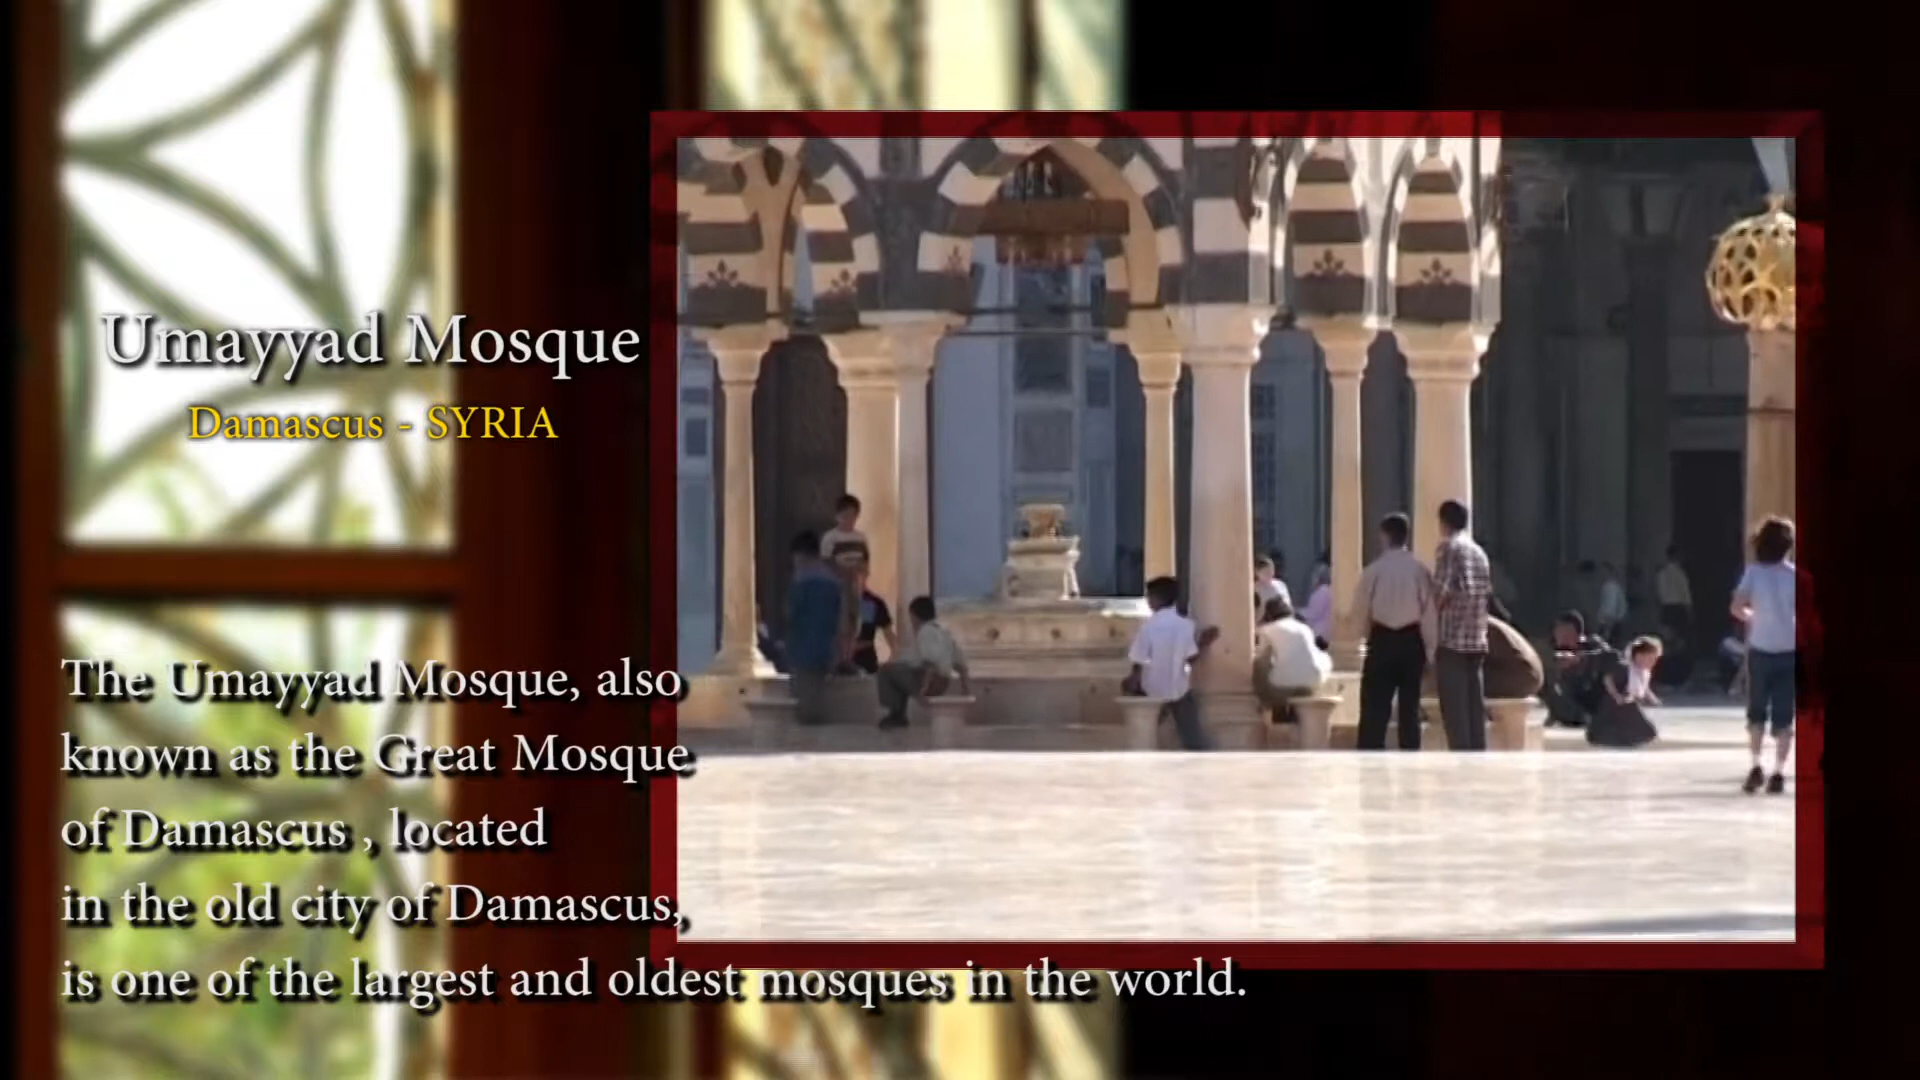 Umayyad Mosque
Damascus - SYRIA
The Umayyad Mosque, also
known as the Great Mosque
of Damascus , located
in the old city of Damascus,
is one of the largest and oldest mosques in the world.